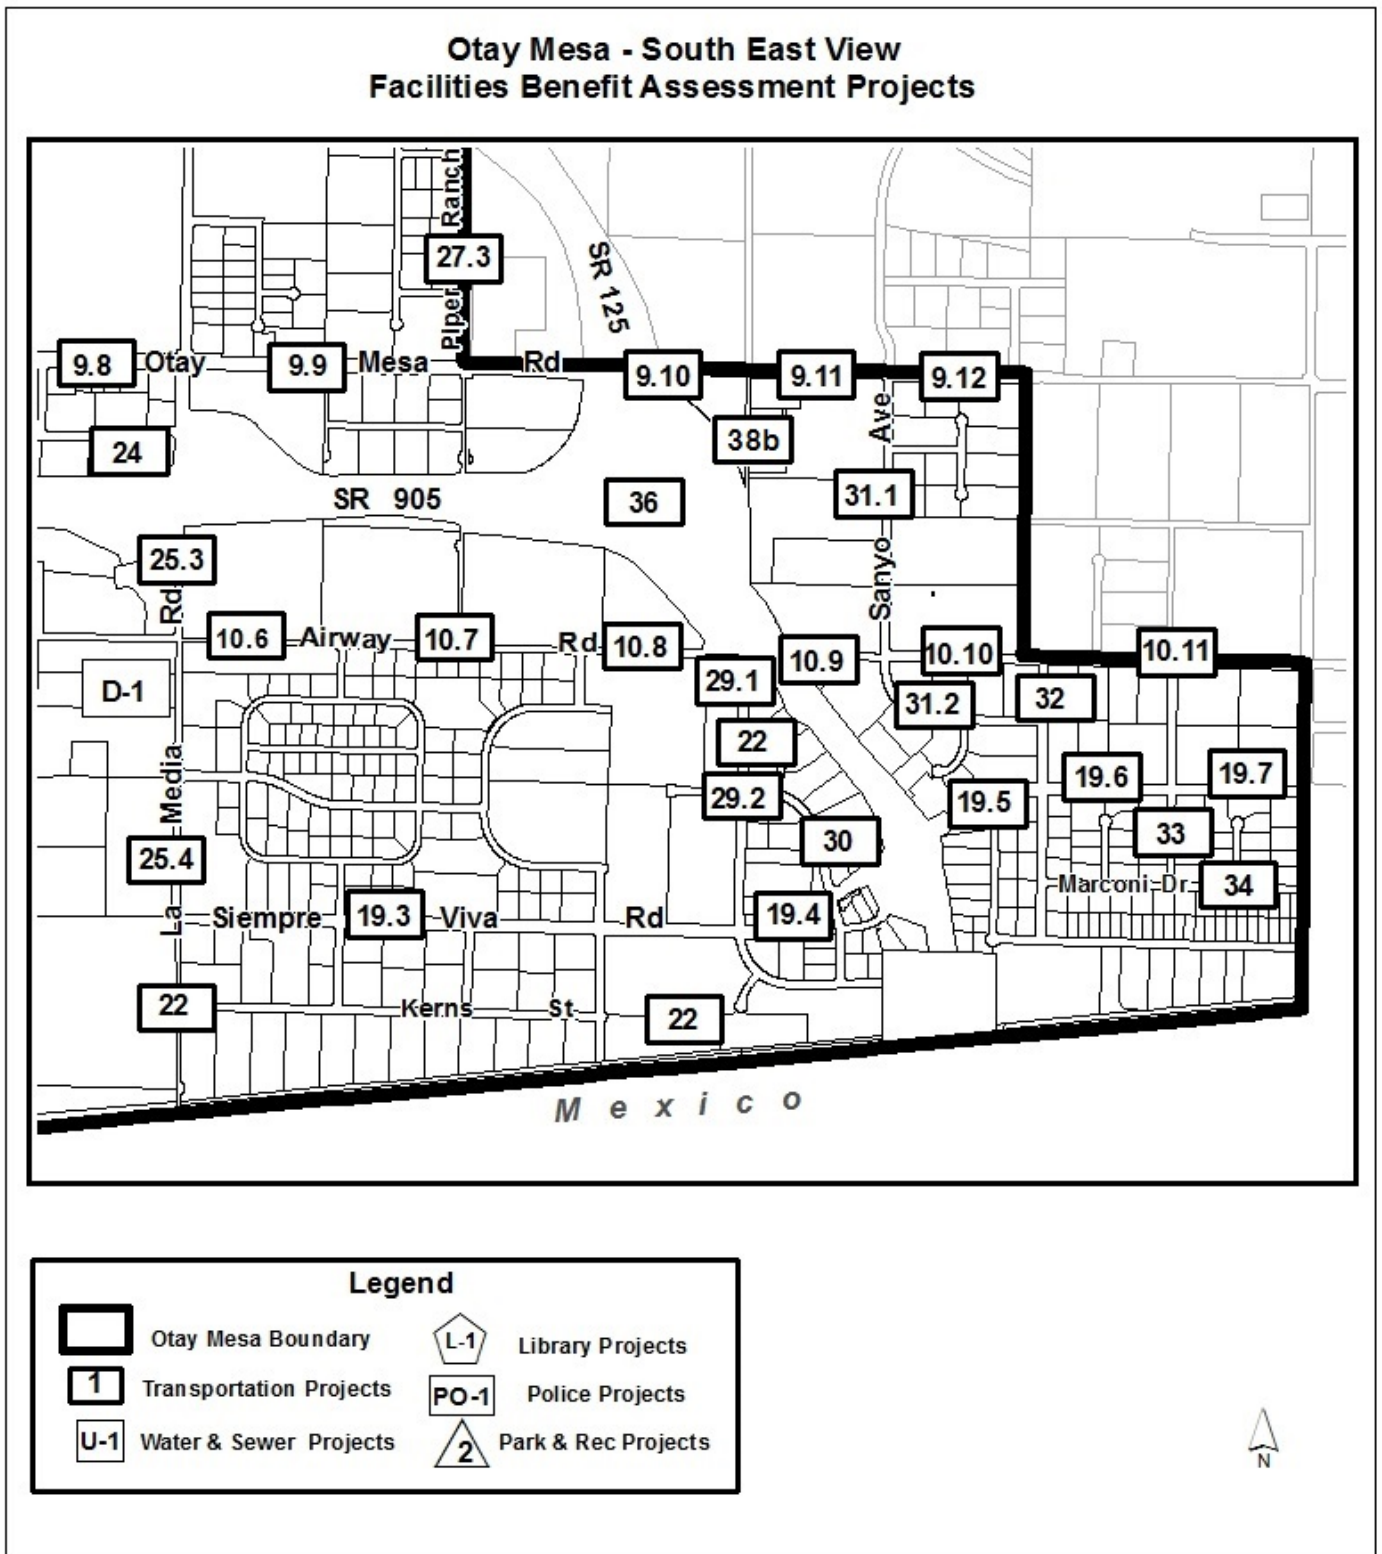 Otay Mesa - South East View
Facilities Benefit Assessment Projects
Piper Ranch
27.3
SR 125
9.8 Otay 9.9 Mesa Rd 9.10 9.11 9.12
38b
24
Sanyo Ave
31.1
SR 905
36
25.3
La Media Rd
10.6 Airway 10.7 Rd 10.8 10.9 10.10 10.11
D-1
29.1
31.2
32
22
19.6
19.7
29.2
19.5
30
33
25.4
Marconi Dr
34
Siempre 19.3 Viva Rd 19.4
22
Kerns St
22
Mexico
Legend
Otay Mesa Boundary
1 Transportation Projects
U-1 Water & Sewer Projects
L-1 Library Projects
PO-1 Police Projects
2 Park & Rec Projects
N